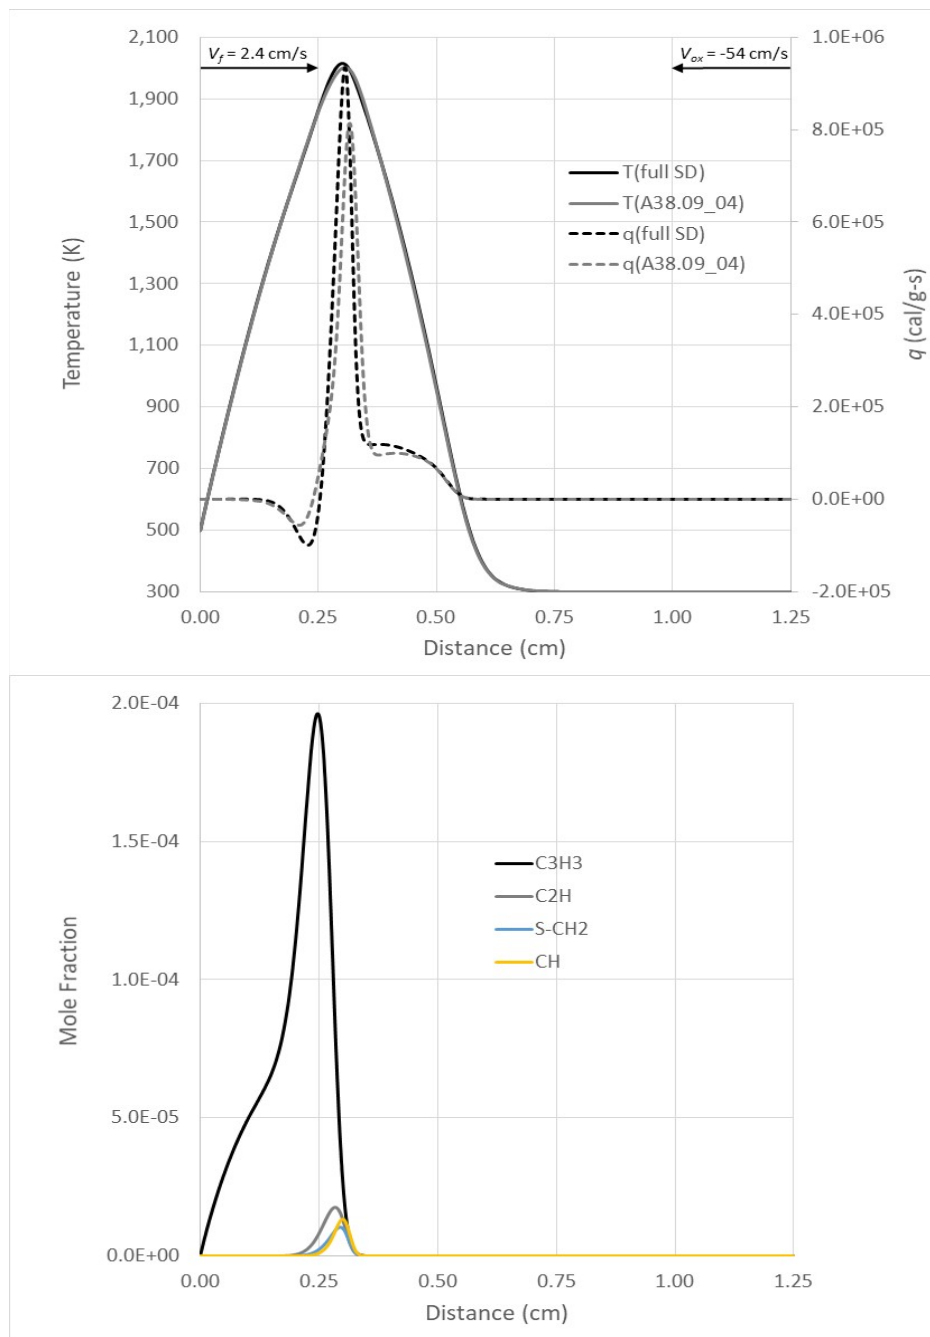 2,100
1,900
1,700
1,500
1,300
1,100
900
700
500
300
Temperature (K)
V_f = 2.4 cm/s
V_ox = -54 cm/s
T(full SD)
T(A38.09_04)
q(full SD)
q(A38.09_04)
1.0E+06
8.0E+05
6.0E+05
4.0E+05
2.0E+05
0.0E+00
-2.0E+05
q (cal/g-s)
0.00 0.25 0.50 0.75 1.00 1.25
Distance (cm)
2.0E-04
1.5E-04
1.0E-04
5.0E-05
0.0E+00
Mole Fraction
C3H3
C2H
S-CH2
CH
0.00 0.25 0.50 0.75 1.00 1.25
Distance (cm)